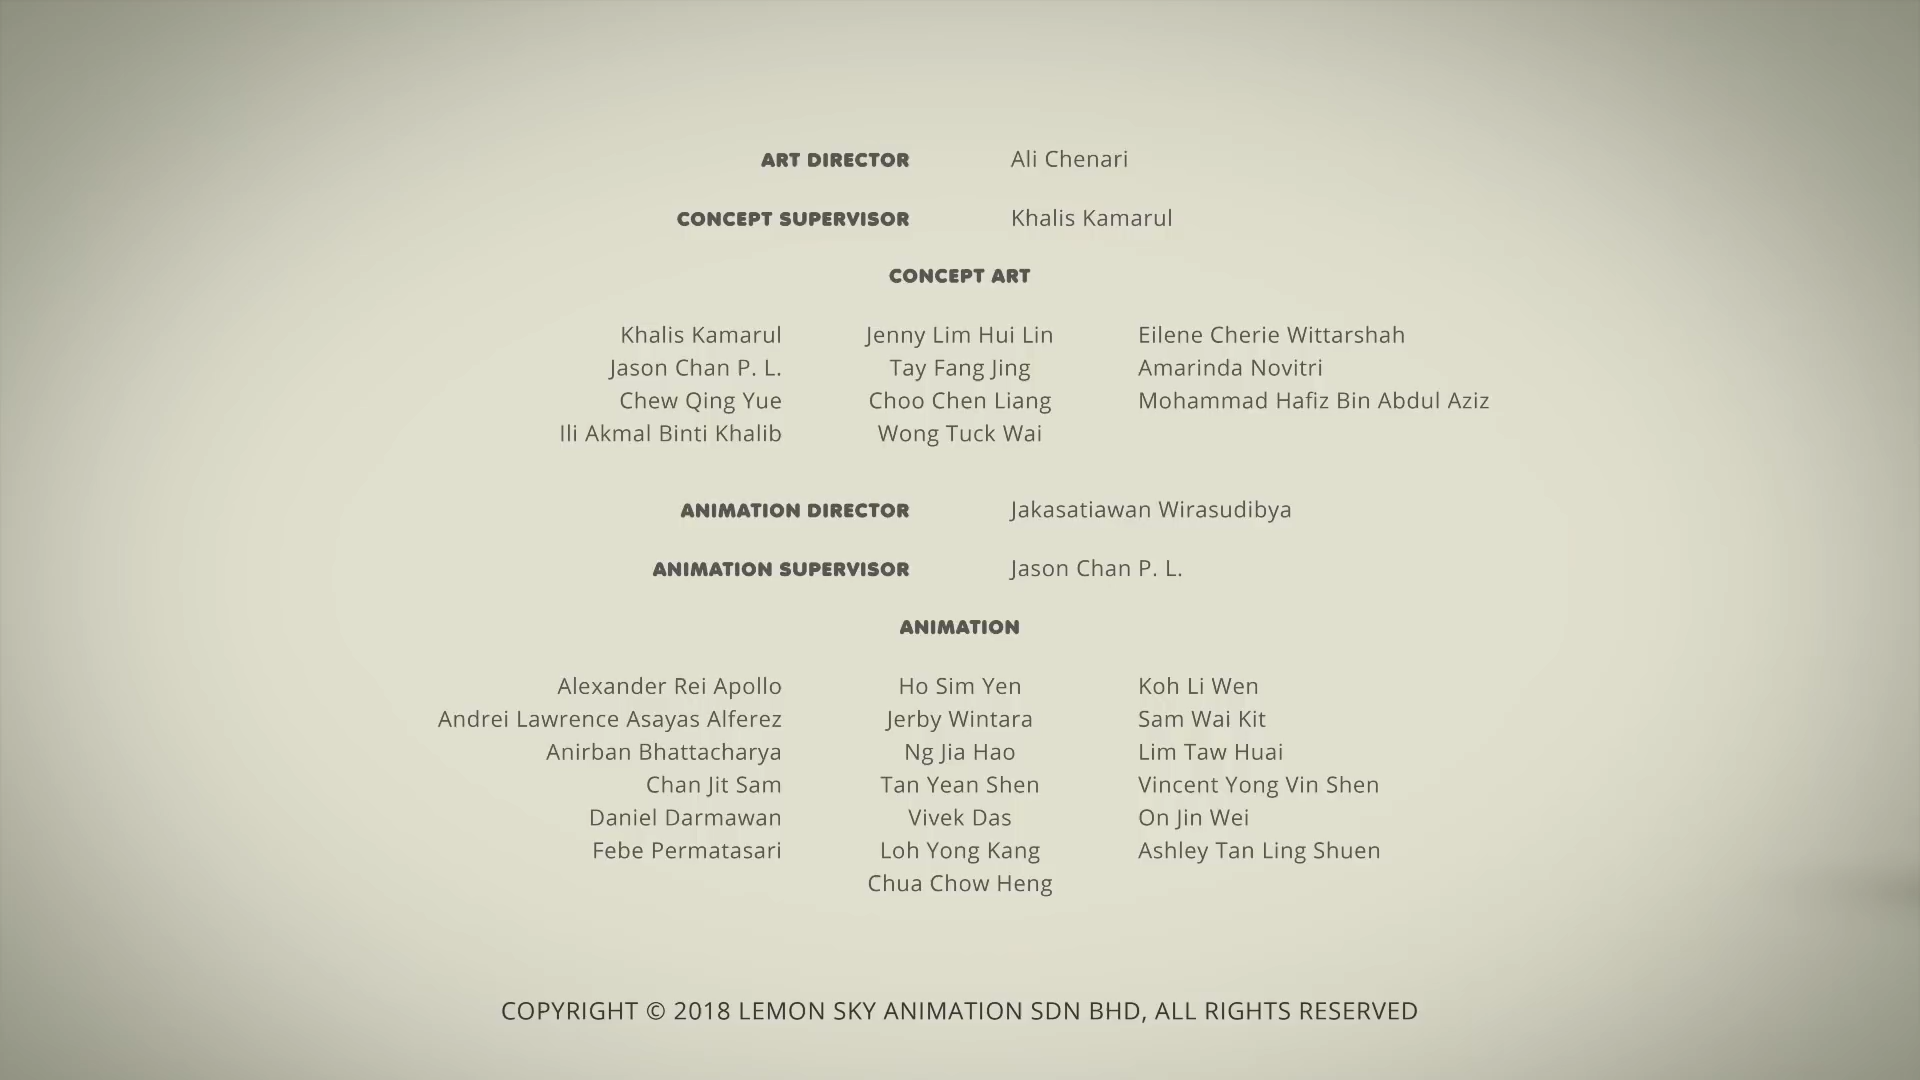 ART DIRECTOR Ali Chenari
CONCEPT SUPERVISOR Khalis Kamarul
CONCEPT ART
Khalis Kamarul Jenny Lim Hui Lin Eilene Cherie Wittarshah
Jason Chan P. L. Tay Fang Jing Amarinda Novitri
Chew Qing Yue Choo Chen Liang Mohammad Hafiz Bin Abdul Aziz
Ili Akmal Binti Khalib Wong Tuck Wai
ANIMATION DIRECTOR Jakasatiawan Wirasudibya
ANIMATION SUPERVISOR Jason Chan P. L.
ANIMATION
Alexander Rei Apollo Ho Sim Yen Koh Li Wen
Andrei Lawrence Asayas Alferez Jerby Wintara Sam Wai Kit
Anirban Bhattacharya Ng Jia Hao Lim Taw Huai
Chan Jit Sam Tan Yean Shen Vincent Yong Vin Shen
Daniel Darmawan Vivek Das On Jin Wei
Febe Permatasari Loh Yong Kang Ashley Tan Ling Shuen
Chua Chow Heng
COPYRIGHT © 2018 LEMON SKY ANIMATION SDN BHD, ALL RIGHTS RESERVED